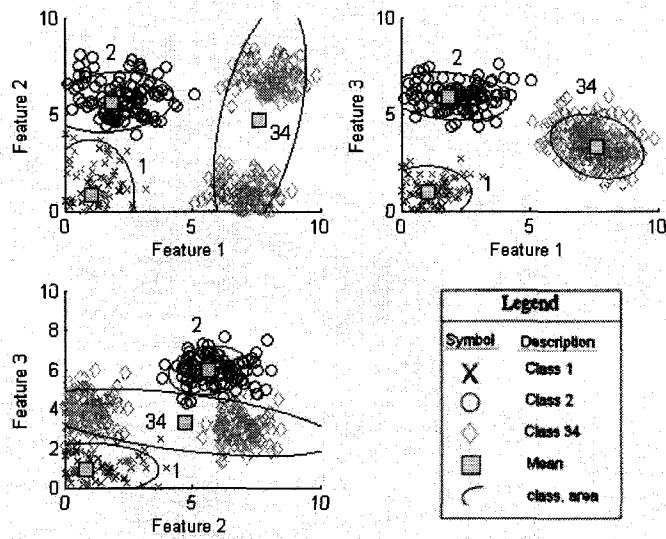 10
5
0
Feature 2
2
34
1
0
5
10
Feature 1
10
5
0
Feature 3
2
34
1
0
5
10
Feature 1
10
8
6
4
2
0
Feature 3
2
34
1
0
5
10
Feature 2
Legend
Symbol Description
Class 1
Class 2
Class 34
Mean
class. area